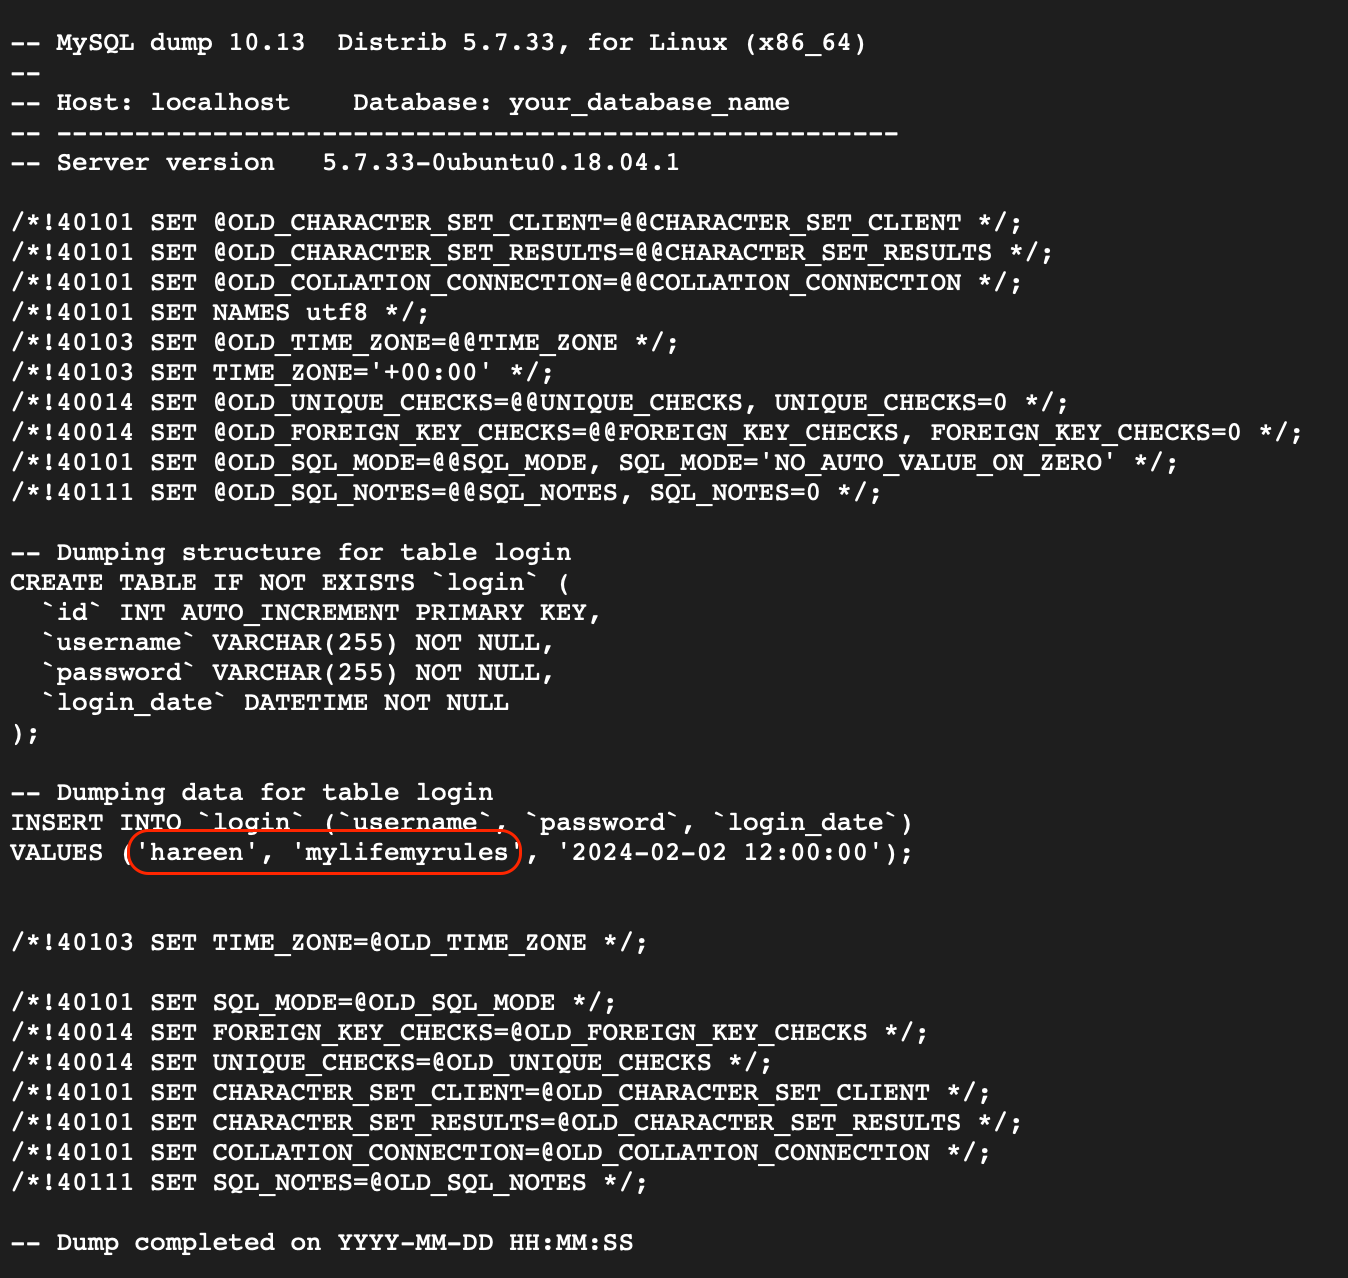 -- MySQL dump 10.13  Distrib 5.7.33, for Linux (x86_64)
--
-- Host: localhost    Database: your_database_name
-- ------------------------------------------------------
-- Server version   5.7.33-0ubuntu0.18.04.1

/*!40101 SET @OLD_CHARACTER_SET_CLIENT=@@CHARACTER_SET_CLIENT */;
/*!40101 SET @OLD_CHARACTER_SET_RESULTS=@@CHARACTER_SET_RESULTS */;
/*!40101 SET @OLD_COLLATION_CONNECTION=@@COLLATION_CONNECTION */;
/*!40101 SET NAMES utf8 */;
/*!40103 SET @OLD_TIME_ZONE=@@TIME_ZONE */;
/*!40103 SET TIME_ZONE='+00:00' */;
/*!40014 SET @OLD_UNIQUE_CHECKS=@@UNIQUE_CHECKS, UNIQUE_CHECKS=0 */;
/*!40014 SET @OLD_FOREIGN_KEY_CHECKS=@@FOREIGN_KEY_CHECKS, FOREIGN_KEY_CHECKS=0 */;
/*!40101 SET @OLD_SQL_MODE=@@SQL_MODE, SQL_MODE='NO_AUTO_VALUE_ON_ZERO' */;
/*!40111 SET @OLD_SQL_NOTES=@@SQL_NOTES, SQL_NOTES=0 */;

-- Dumping structure for table login
CREATE TABLE IF NOT EXISTS `login` (
  `id` INT AUTO_INCREMENT PRIMARY KEY,
  `username` VARCHAR(255) NOT NULL,
  `password` VARCHAR(255) NOT NULL,
  `login_date` DATETIME NOT NULL
);

-- Dumping data for table login
INSERT INTO `login` (`username`, `password`, `login_date`)
VALUES ('hareen', 'mylifemyrules', '2024-02-02 12:00:00');


/*!40103 SET TIME_ZONE=@OLD_TIME_ZONE */;

/*!40101 SET SQL_MODE=@OLD_SQL_MODE */;
/*!40014 SET FOREIGN_KEY_CHECKS=@OLD_FOREIGN_KEY_CHECKS */;
/*!40014 SET UNIQUE_CHECKS=@OLD_UNIQUE_CHECKS */;
/*!40101 SET CHARACTER_SET_CLIENT=@OLD_CHARACTER_SET_CLIENT */;
/*!40101 SET CHARACTER_SET_RESULTS=@OLD_CHARACTER_SET_RESULTS */;
/*!40101 SET COLLATION_CONNECTION=@OLD_COLLATION_CONNECTION */;
/*!40111 SET SQL_NOTES=@OLD_SQL_NOTES */;

-- Dump completed on YYYY-MM-DD HH:MM:SS